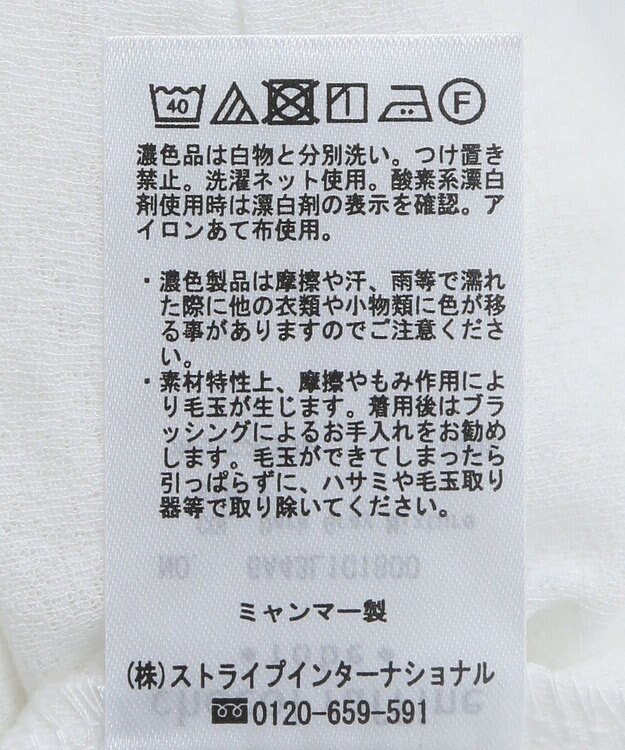 40
F
濃色品は白物と分別洗い。つけ置き
禁止。洗濯ネット使用。酸素系漂白
剤使用時は漂白剤の表示を確認。ア
イロンあて布使用。
・濃色製品は摩擦や汗、雨等で濡れ
た際に他の衣類や小物類に色が移
る事がありますのでご注意くださ
い。
・素材特性上、摩擦やもみ作用によ
り毛玉が生じます。着用後はブラ
ッシングによるお手入れをお勧め
します。毛玉ができてしまったら
引っぱらずに、ハサミや毛玉取り
器等で取り除いてください。
NO. 6A43L101800
ミャンマー製
(株)ストライプインターナショナル
0120-659-591